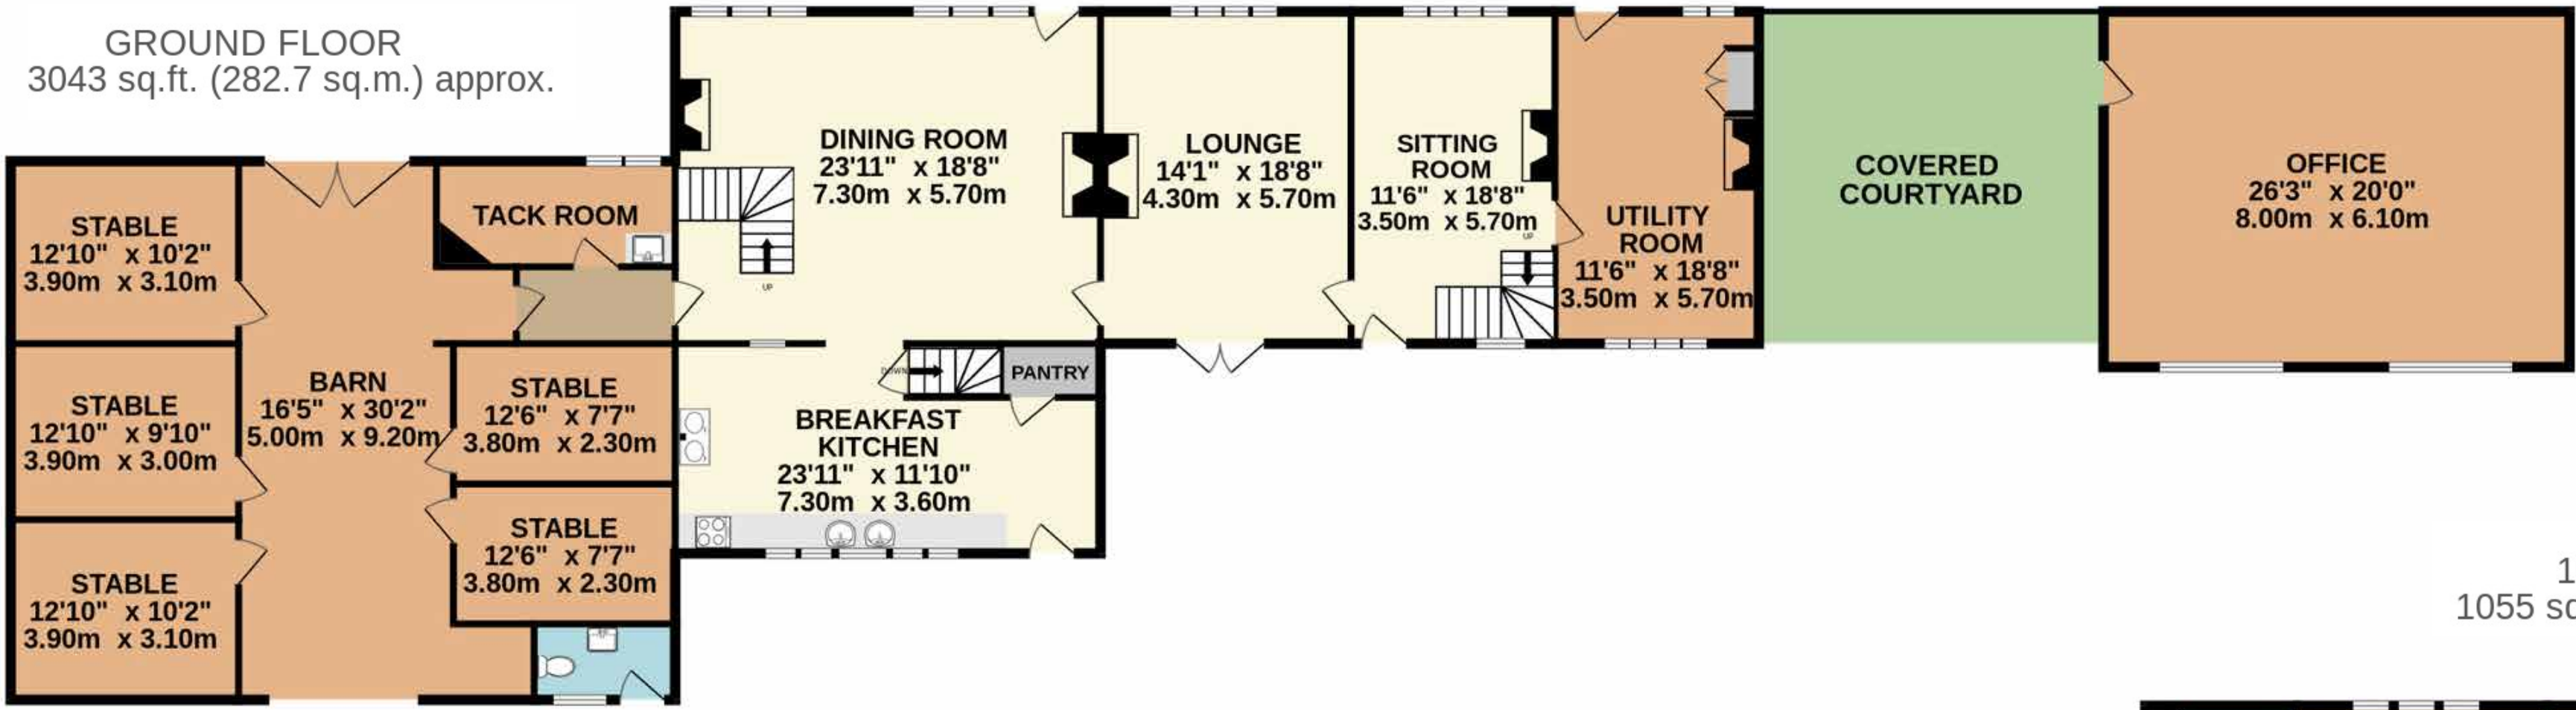 GROUND FLOOR
3043 sq.ft. (282.7 sq.m.) approx.
STABLE
12'10" x 10'2"
3.90m x 3.10m
STABLE
12'10" x 9'10"
3.90m x 3.00m
STABLE
12'10" x 10'2"
3.90m x 3.10m
BARN
16'5" x 30'2"
5.00m x 9.20m
TACK ROOM
STABLE
12'6" x 7'7"
3.80m x 2.30m
STABLE
12'6" x 7'7"
3.80m x 2.30m
DINING ROOM
23'11" x 18'8"
7.30m x 5.70m
UP
DOWN
PANTRY
BREAKFAST
KITCHEN
23'11" x 11'10"
7.30m x 3.60m
LOUNGE
14'1" x 18'8"
4.30m x 5.70m
SITTING
ROOM
11'6" x 18'8"
3.50m x 5.70m
UP
UTILITY
ROOM
11'6" x 18'8"
3.50m x 5.70m
COVERED
COURTYARD
OFFICE
26'3" x 20'0"
8.00m x 6.10m
1
1055 sq